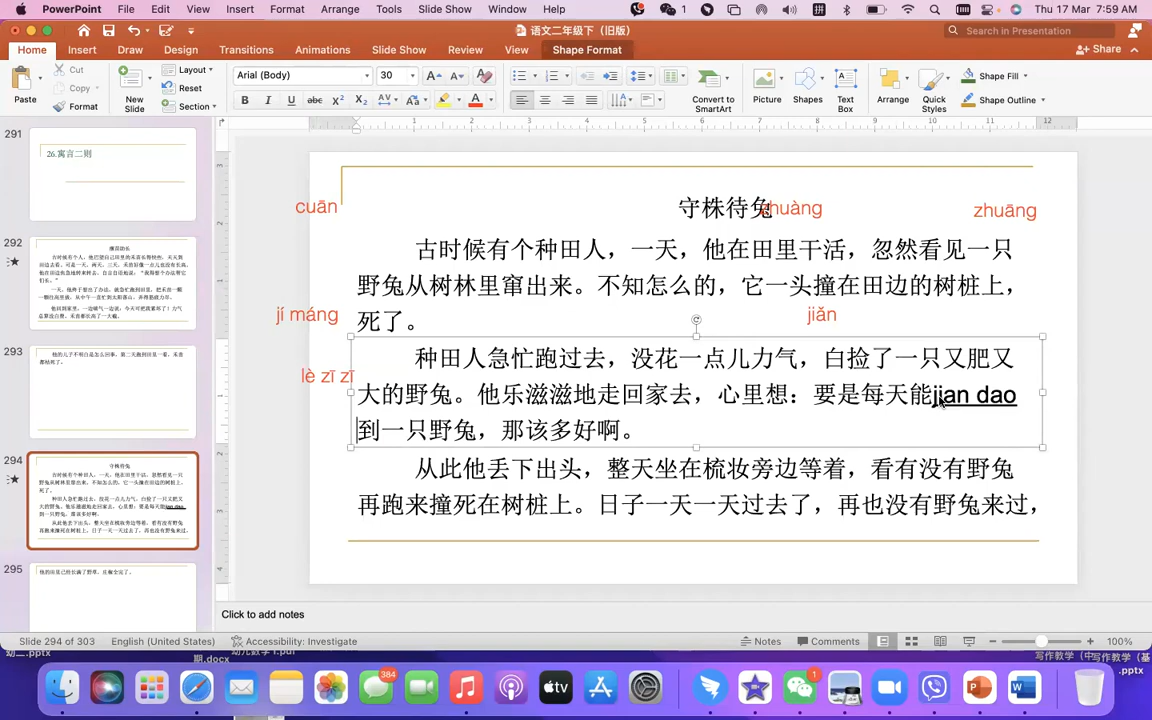 PowerPoint File Edit View Insert Format Arrange Tools Slide Show Window Help 1 拼 Thu 17 Mar 7:59 AM
语文二年级下（旧版） Search in Presentation
Home Insert Draw Design Transitions Animations Slide Show Review View Shape Format Share
Paste Cut Copy Format New Slide Layout Reset Section Arial (Body) 30 Convert to SmartArt Picture Shapes Text Box Arrange Quick Styles Shape Fill Shape Outline
291
26.寓言二则
292
293
294
295
守株待兔
cuān zhuàng zhuāng
古时候有个种田人，一天，他在田里干活，忽然看见一只
野兔从树林里窜出来。不知怎么的，它一头撞在田边的树桩上，
jí máng jiǎn
死了。
种田人急忙跑过去，没花一点儿力气，白捡了一只又肥又
lè zī zī
大的野兔。他乐滋滋地走回家去，心里想：要是每天能jian dao
到一只野兔，那该多好啊。
从此他丢下出头，整天坐在梳妆旁边等着，看有没有野兔
再跑来撞死在树桩上。日子一天一天过去了，再也没有野兔来过，
Click to add notes
Slide 294 of 303 English (United States) Accessibility: Investigate Notes Comments 100%
384
1